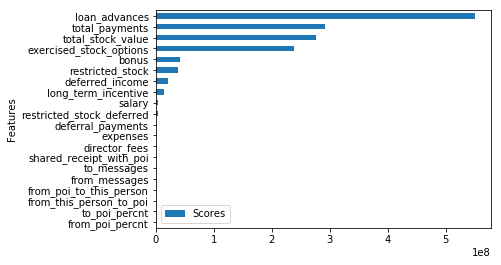 loan_advances
total_payments
total_stock_value
exercised_stock_options
bonus
restricted_stock
deferred_income
long_term_incentive
salary
restricted_stock_deferred
deferral_payments
expenses
director_fees
shared_receipt_with_poi
to_messages
from_messages
from_poi_to_this_person
from_this_person_to_poi
to_poi_percnt
from_poi_percnt
Features
Scores
0 1 2 3 4 5
1e8